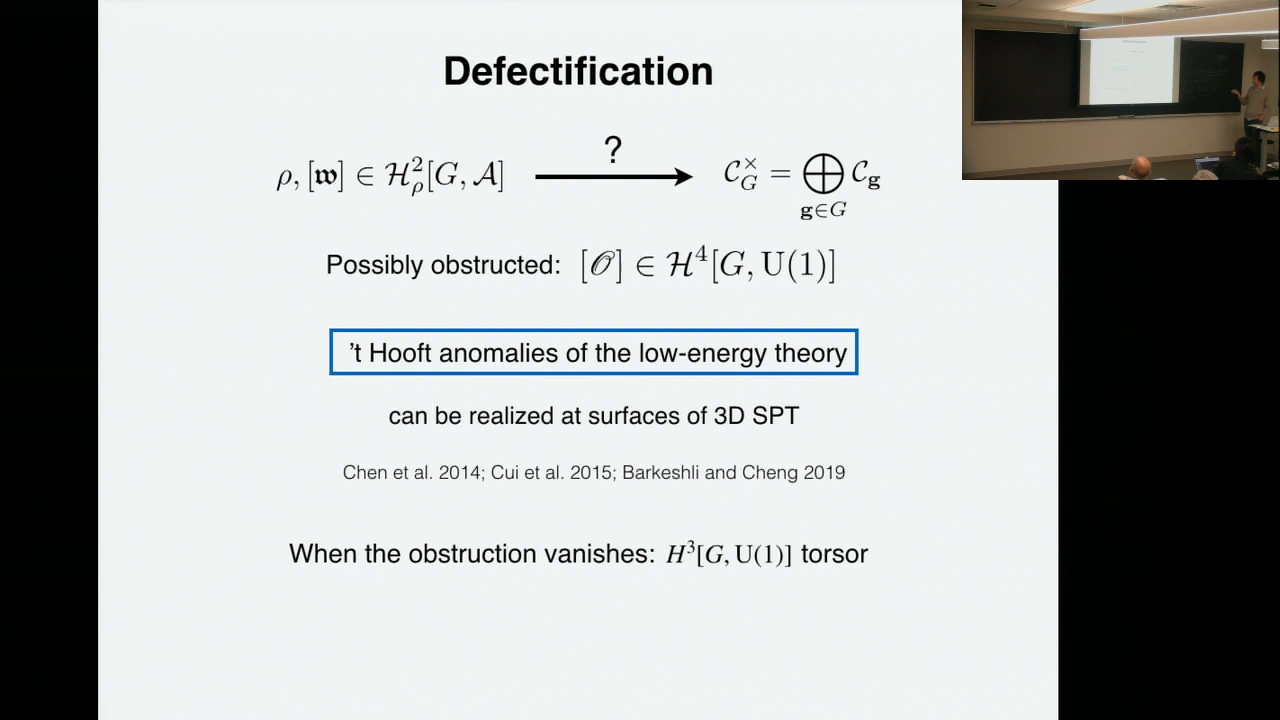 Defectification
ρ, [𝔴] ∈ ℋ²_ρ[G, 𝒜] ? 𝒞_G^× = ⨁_{𝐠∈G} 𝒞_𝐠
Possibly obstructed: [𝒪] ∈ ℋ⁴[G, U(1)]
’t Hooft anomalies of the low-energy theory
can be realized at surfaces of 3D SPT
Chen et al. 2014; Cui et al. 2015; Barkeshli and Cheng 2019
When the obstruction vanishes: H³[G, U(1)] torsor